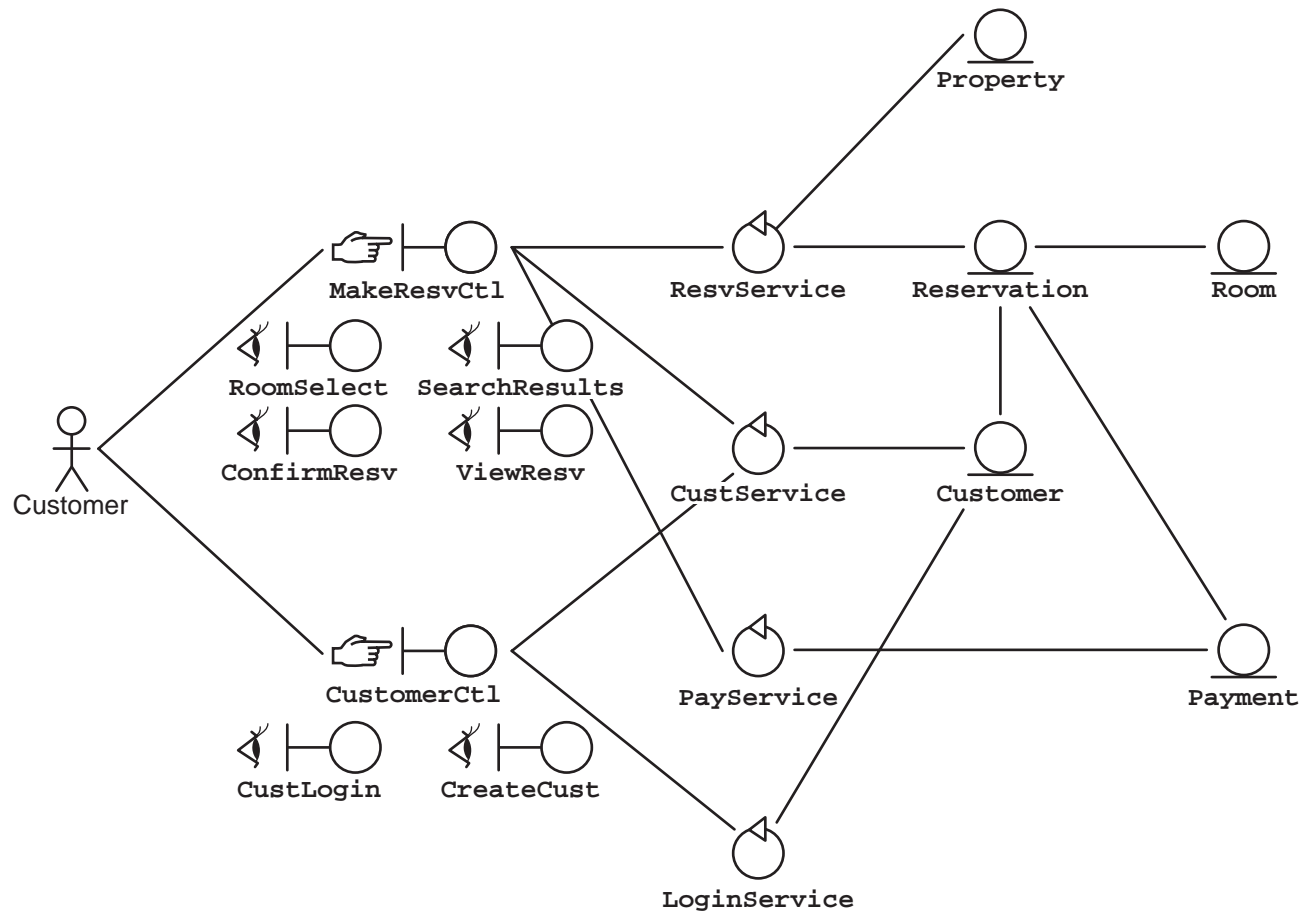 Property
MakeResvCtl
ResvService
Reservation
Room
RoomSelect
SearchResults
ConfirmResv
ViewResv
CustService
Customer
Customer
CustomerCtl
PayService
Payment
CustLogin
CreateCust
LoginService